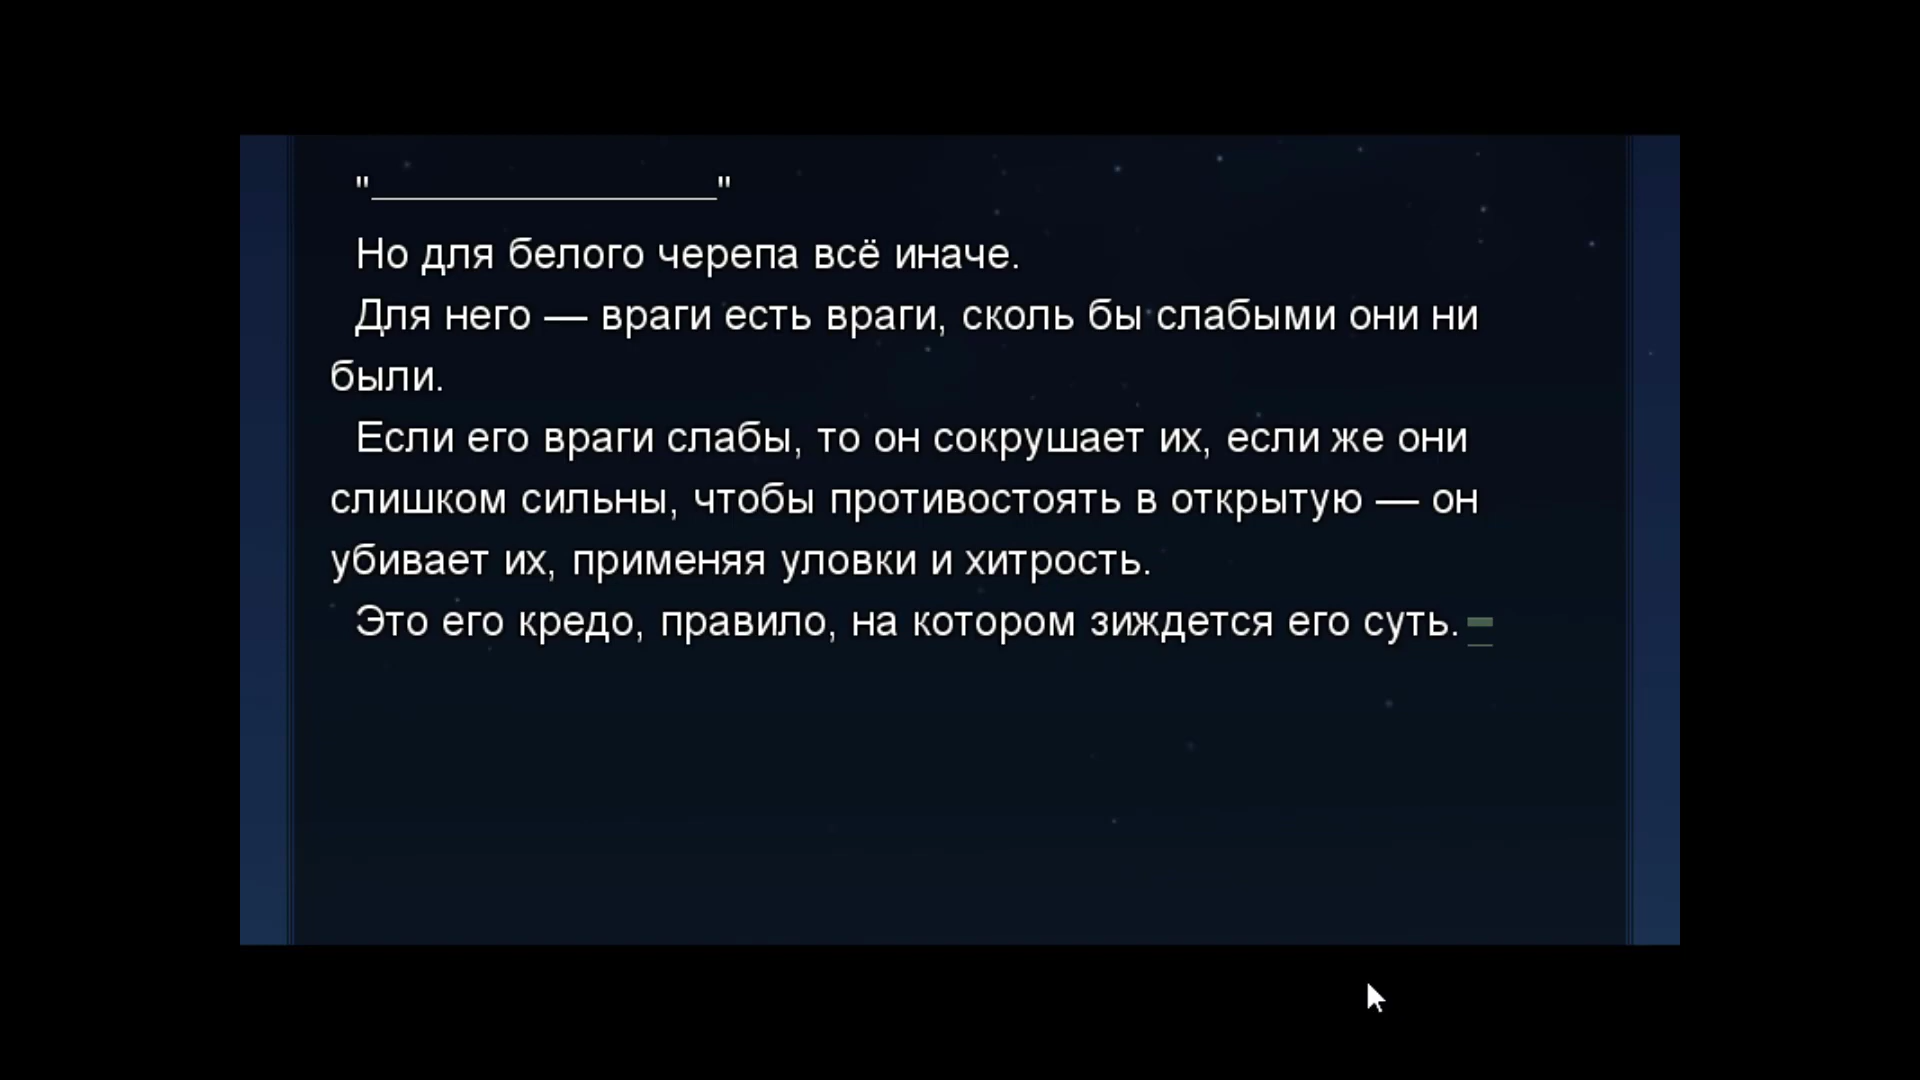 "________________"
Но для белого черепа всё иначе.
Для него — враги есть враги, сколь бы слабыми они ни
были.
Если его враги слабы, то он сокрушает их, если же они
слишком сильны, чтобы противостоять в открытую — он
убивает их, применяя уловки и хитрость.
Это его кредо, правило, на котором зиждется его суть.